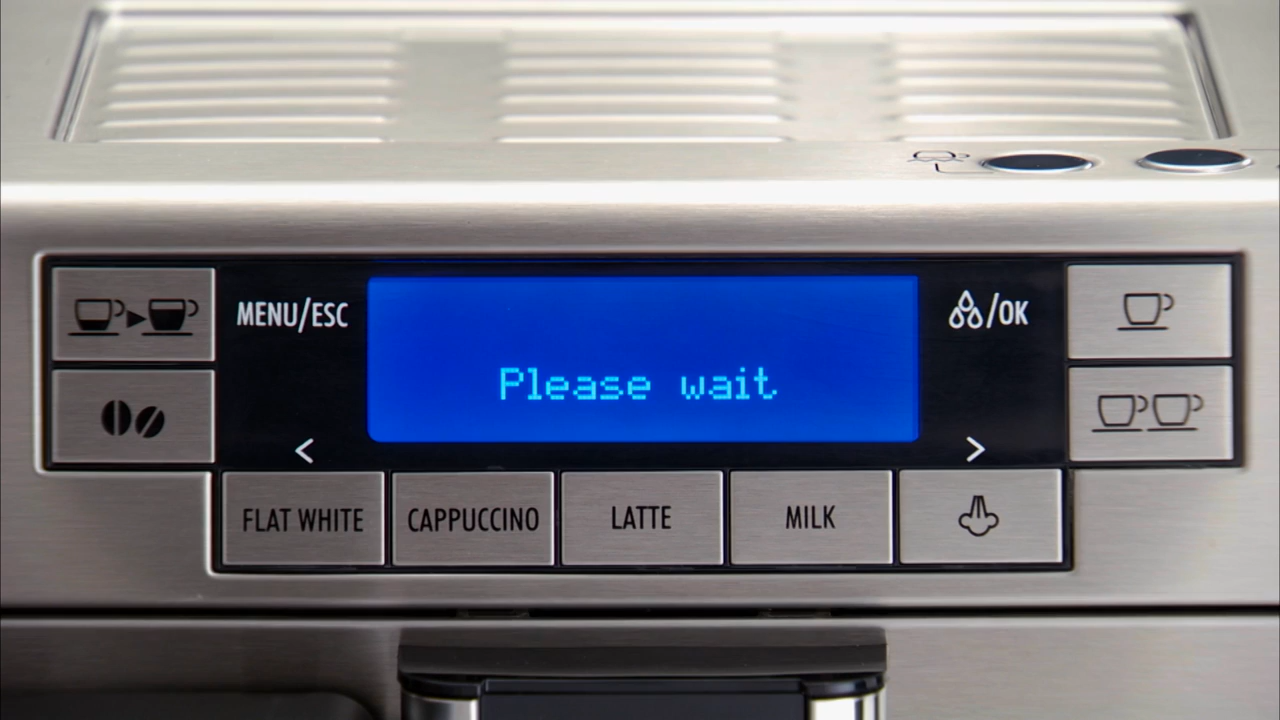 MENU/ESC
/OK
Please wait
< >
FLAT WHITE
CAPPUCCINO
LATTE
MILK